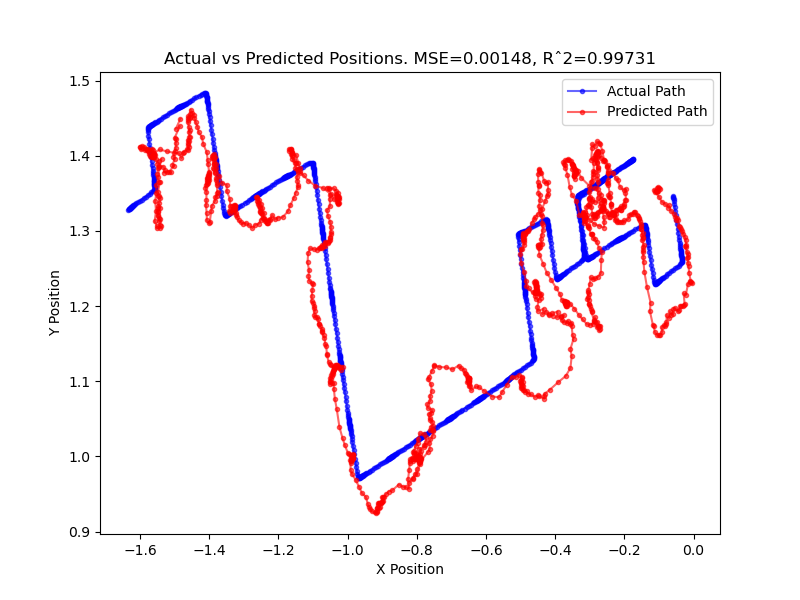 Actual vs Predicted Positions. MSE=0.00148, R^2=0.99731
Actual Path
Predicted Path
1.5
1.4
1.3
1.2
1.1
1.0
0.9
Y Position
−1.6 −1.4 −1.2 −1.0 −0.8 −0.6 −0.4 −0.2 0.0
X Position